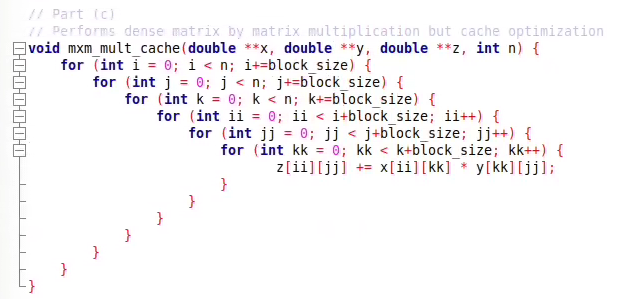 // Part (c)
// Performs dense matrix by matrix multiplication but cache optimization
void mxm_mult_cache(double **x, double **y, double **z, int n) {
    for (int i = 0; i < n; i+=block_size) {
        for (int j = 0; j < n; j+=block_size) {
            for (int k = 0; k < n; k+=block_size) {
                for (int ii = 0; ii < i+block_size; ii++) {
                    for (int jj = 0; jj < j+block_size; jj++) {
                        for (int kk = 0; kk < k+block_size; kk++) {
                               z[ii][jj] += x[ii][kk] * y[kk][jj];
                        }
                    }
                }
            }
        }
    }
}